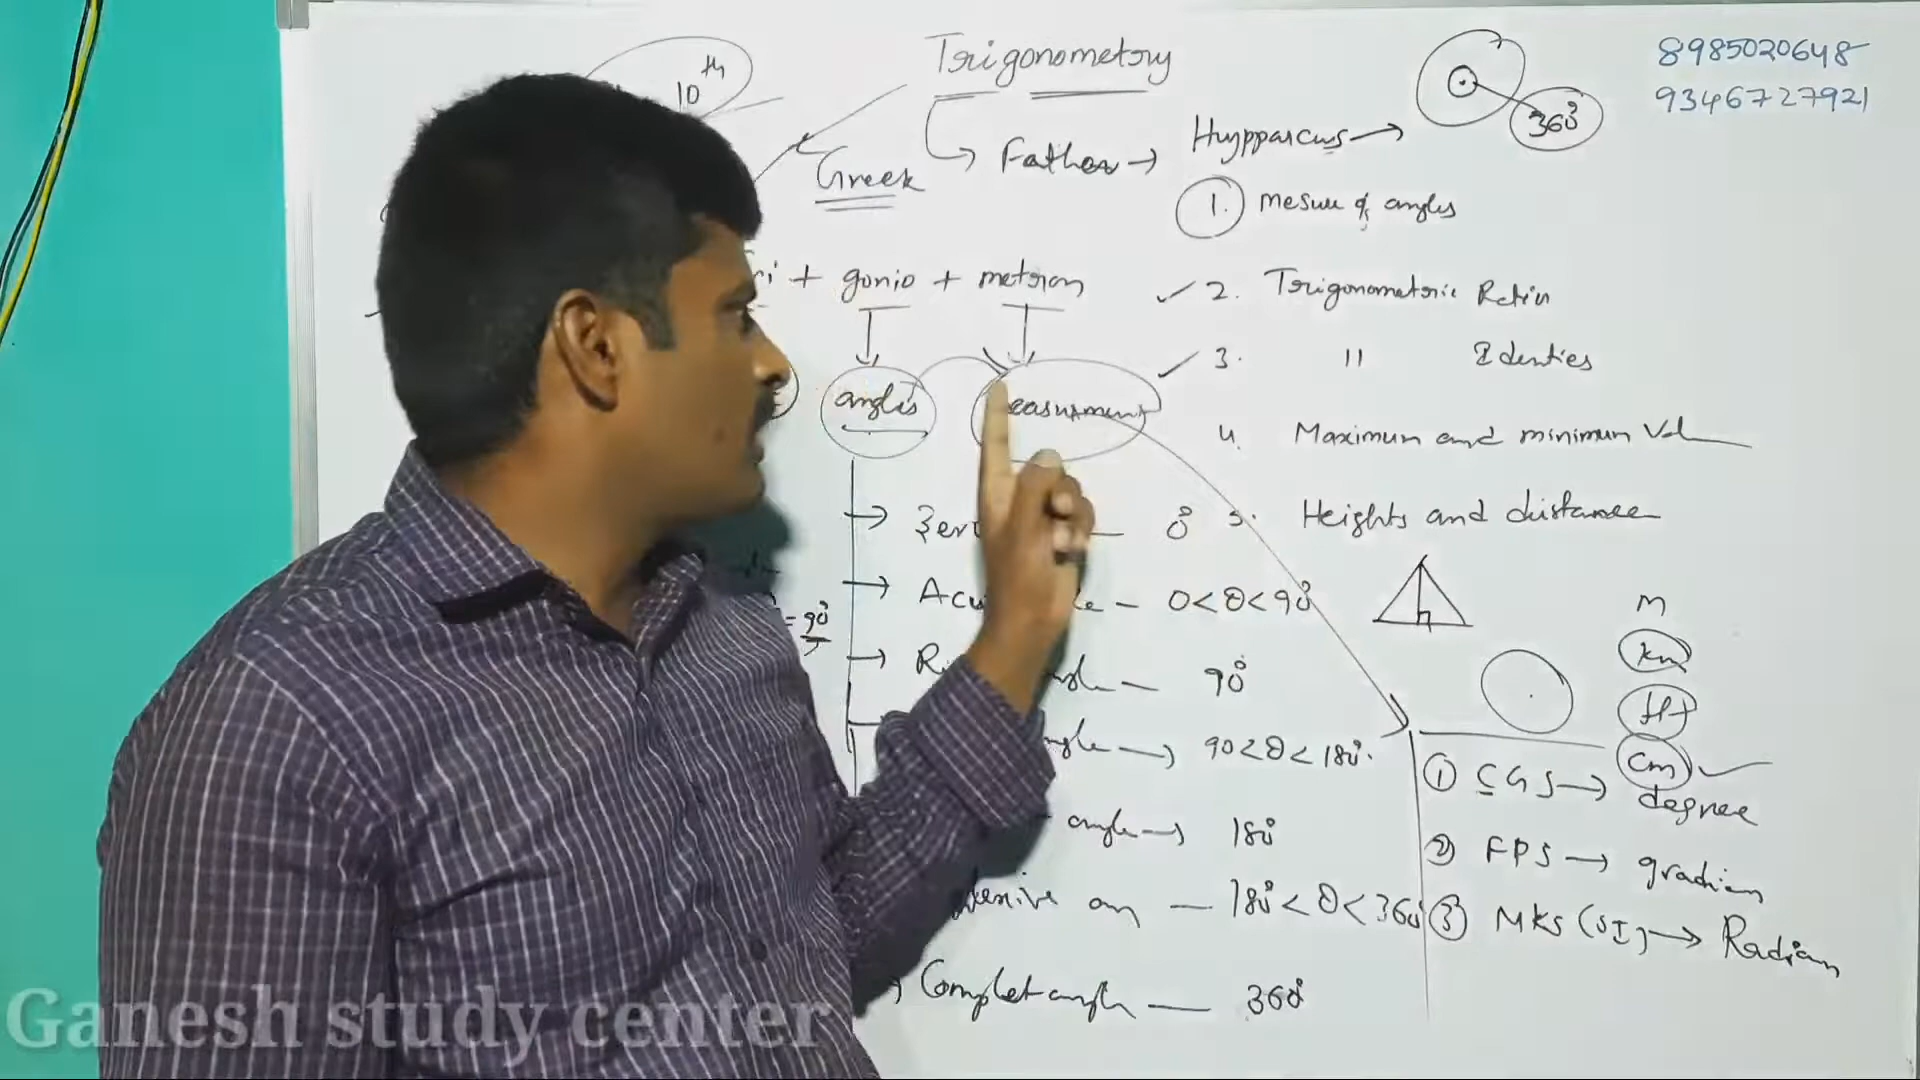 10th
Trigonometry
8985020648
9346727921
360°
Greek
Father → Hypparcus →
1. Mesure of angles
+ gonio + metron
2. Trigonometric Ratio
3. " Identies
angles
4. Maximum and minimum Val
0°
5. Heights and distance
0<θ<90°
M
= 90°
km
90°
ft
90<θ<180°
cm
① CGS → degree
angle → 180°
② FPS → gradian
180°<θ<360°
③ MKS (SI) → Radian
Complet angle — 360°
Ganesh study center